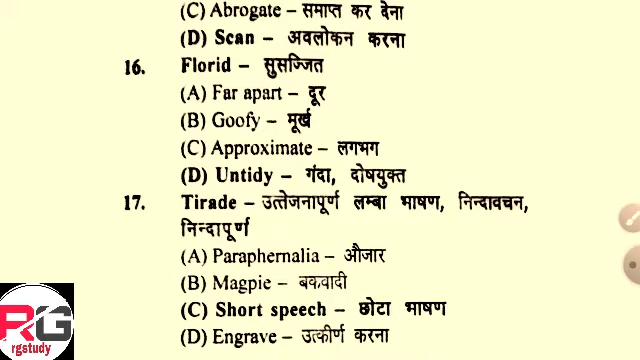 (C) Abrogate – समाप्त कर देना
(D) Scan – अवलोकन करना
16. Florid – सुसज्जित
(A) Far apart – दूर
(B) Goofy – मूर्ख
(C) Approximate – लगभग
(D) Untidy – गंदा, दोषयुक्त
17. Tirade – उत्तेजनापूर्ण लम्बा भाषण, निन्दावचन,
निन्दापूर्ण
(A) Paraphernalia – औजार
(B) Magpie – बकवादी
(C) Short speech – छोटा भाषण
(D) Engrave – उत्कीर्ण करना
RG
rgstudy